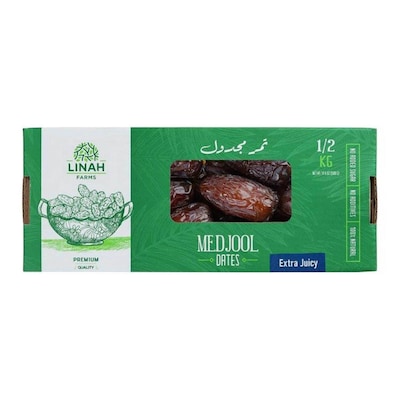 LINAH
FARMS
PREMIUM
QUALITY
تمر مجدول
MEDJOOL
DATES
1/2
KG
Extra Juicy
NO ADDED SUGAR
NO ADDITIVES
100% NATURAL